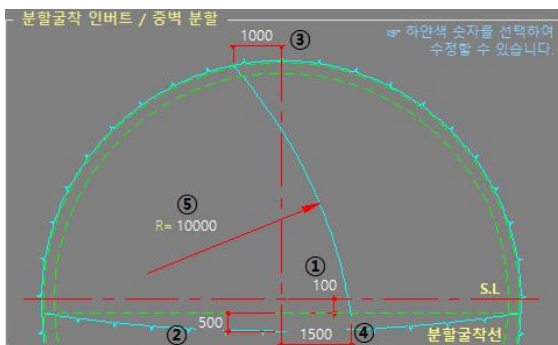 분할굴착 인버트 / 중벽 분할
☞ 하얀색 숫자를 선택하여
수정할 수 있습니다.
1000
③
⑤
R= 10000
①
100
S.L
500
②
1500
④
분할굴착선